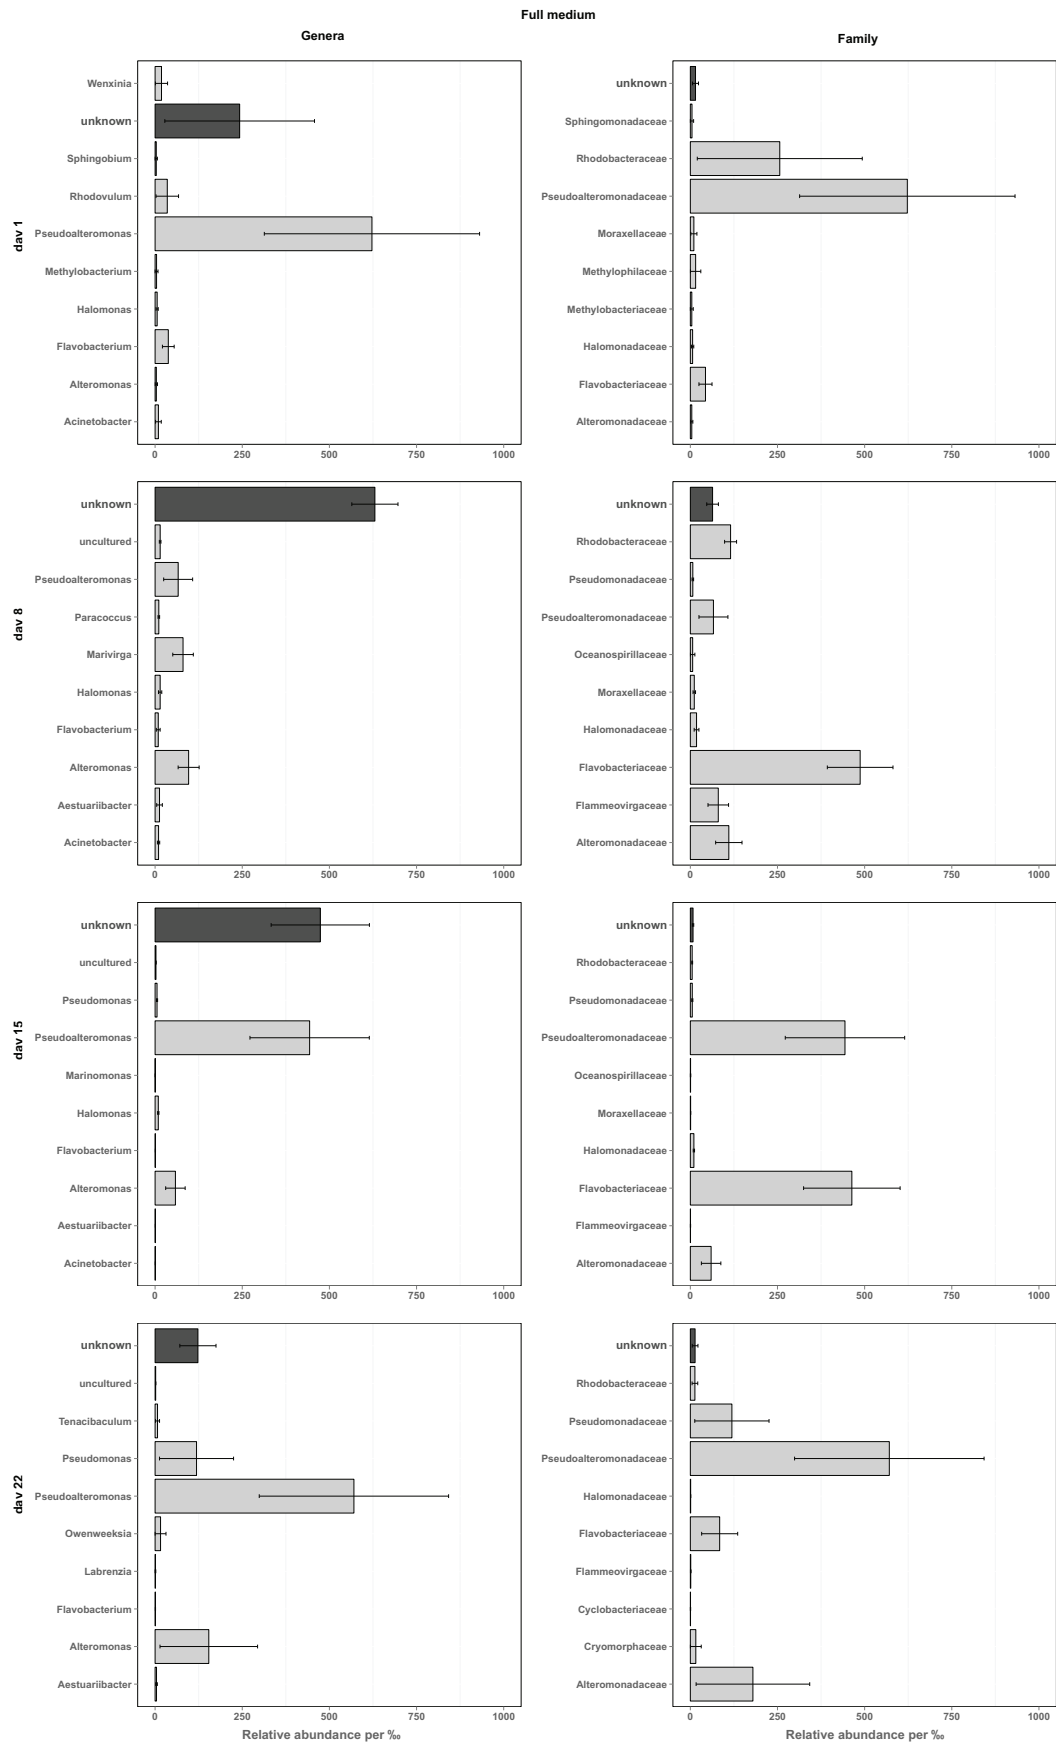 Full medium
Genera
Family
day 1
Wenxinia
unknown
Sphingobium
Rhodovulum
Pseudoalteromonas
Methylobacterium
Halomonas
Flavobacterium
Alteromonas
Acinetobacter
0 250 500 750 1000
unknown
Sphingomonadaceae
Rhodobacteraceae
Pseudoalteromonadaceae
Moraxellaceae
Methylophilaceae
Methylobacteriaceae
Halomonadaceae
Flavobacteriaceae
Alteromonadaceae
0 250 500 750 1000
day 8
unknown
uncultured
Pseudoalteromonas
Paracoccus
Marivirga
Halomonas
Flavobacterium
Alteromonas
Aestuariibacter
Acinetobacter
0 250 500 750 1000
unknown
Rhodobacteraceae
Pseudomonadaceae
Pseudoalteromonadaceae
Oceanospirillaceae
Moraxellaceae
Halomonadaceae
Flavobacteriaceae
Flammeovirgaceae
Alteromonadaceae
0 250 500 750 1000
day 15
unknown
uncultured
Pseudomonas
Pseudoalteromonas
Marinomonas
Halomonas
Flavobacterium
Alteromonas
Aestuariibacter
Acinetobacter
0 250 500 750 1000
unknown
Rhodobacteraceae
Pseudomonadaceae
Pseudoalteromonadaceae
Oceanospirillaceae
Moraxellaceae
Halomonadaceae
Flavobacteriaceae
Flammeovirgaceae
Alteromonadaceae
0 250 500 750 1000
day 22
unknown
uncultured
Tenacibaculum
Pseudomonas
Pseudoalteromonas
Owenweeksia
Labrenzia
Flavobacterium
Alteromonas
Aestuariibacter
0 250 500 750 1000
Relative abundance per ‰
unknown
Rhodobacteraceae
Pseudomonadaceae
Pseudoalteromonadaceae
Halomonadaceae
Flavobacteriaceae
Flammeovirgaceae
Cyclobacteriaceae
Cryomorphaceae
Alteromonadaceae
0 250 500 750 1000
Relative abundance per ‰